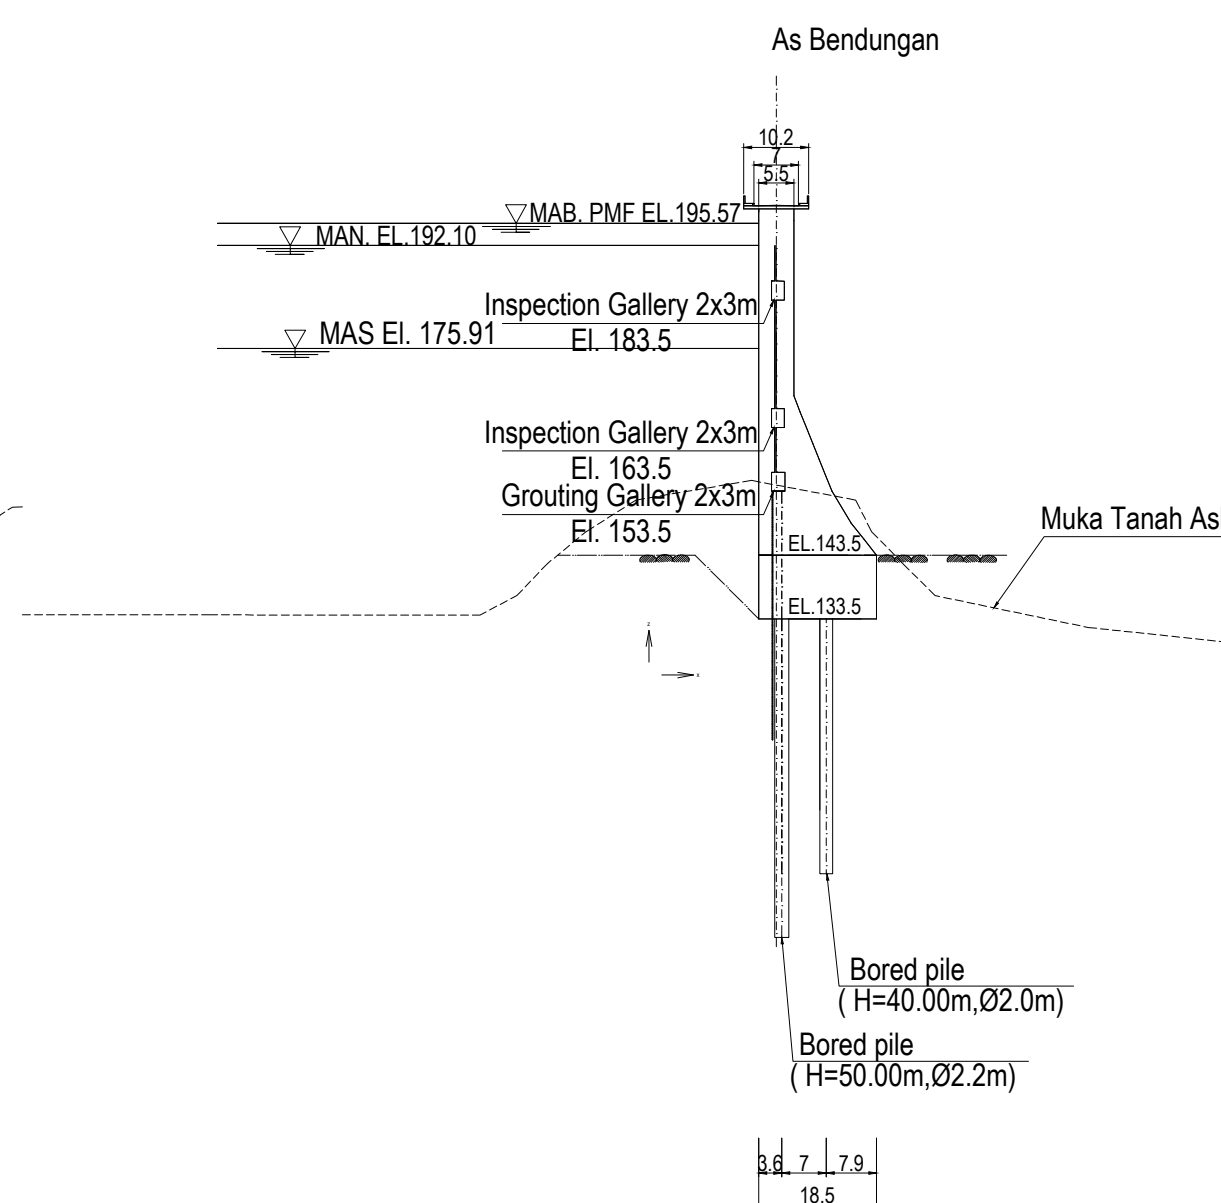 As Bendungan
10.2
7
5.5
MAB. PMF EL.195.57
MAN. EL.192.10
Inspection Gallery 2x3m
El. 183.5
MAS El. 175.91
Inspection Gallery 2x3m
El. 163.5
Grouting Gallery 2x3m
El. 153.5
Muka Tanah As
EL.143.5
EL.133.5
z
x
Bored pile
( H=40.00m,Ø2.0m)
Bored pile
( H=50.00m,Ø2.2m)
3.6 7 7.9
18.5